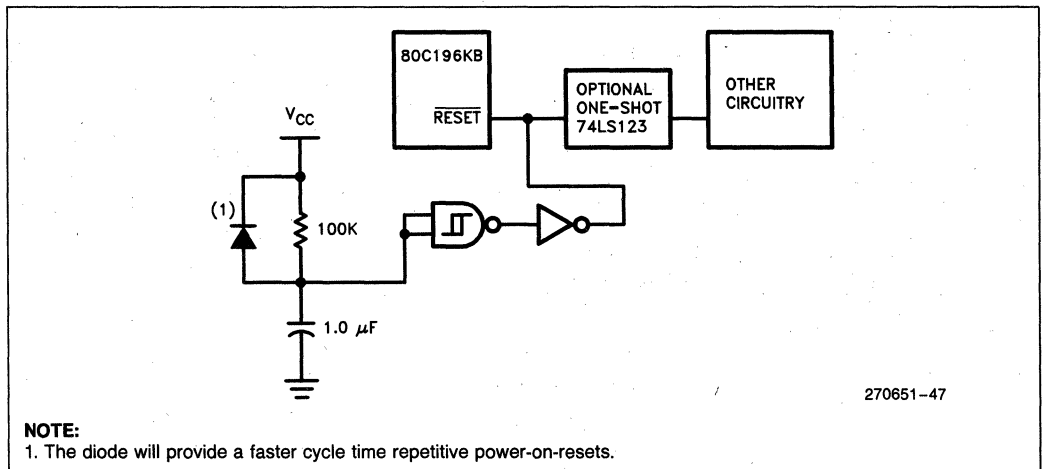 80C196KB
RESET
OPTIONAL
ONE-SHOT
74LS123
OTHER
CIRCUITRY
VCC
(1)
100K
1.0 μF
270651-47
NOTE:
1. The diode will provide a faster cycle time repetitive power-on-resets.